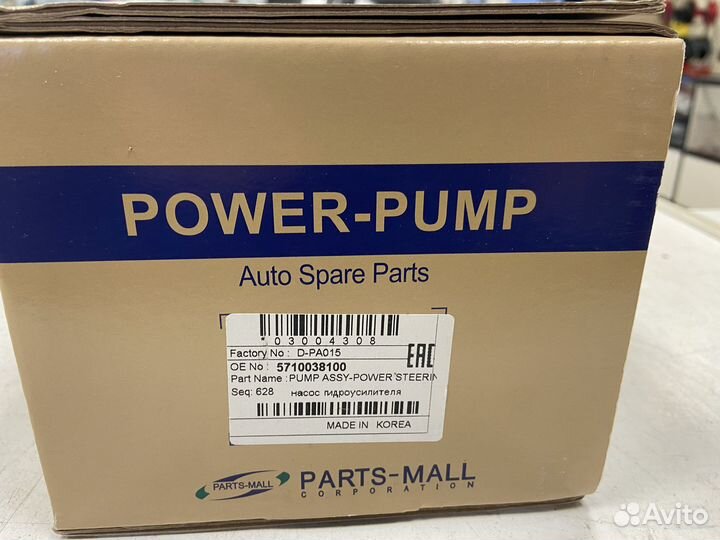 POWER-PUMP
Auto Spare Parts
*03004308
Factory No : D-PA015
EAC
OE No : 5710038100
Part Name :PUMP ASSY-POWER STEERIN
Seq: 628 насос гидроусилителя
MADE IN KOREA
PARTS-MALL PARTS-MALL
CORPORATION
Avito